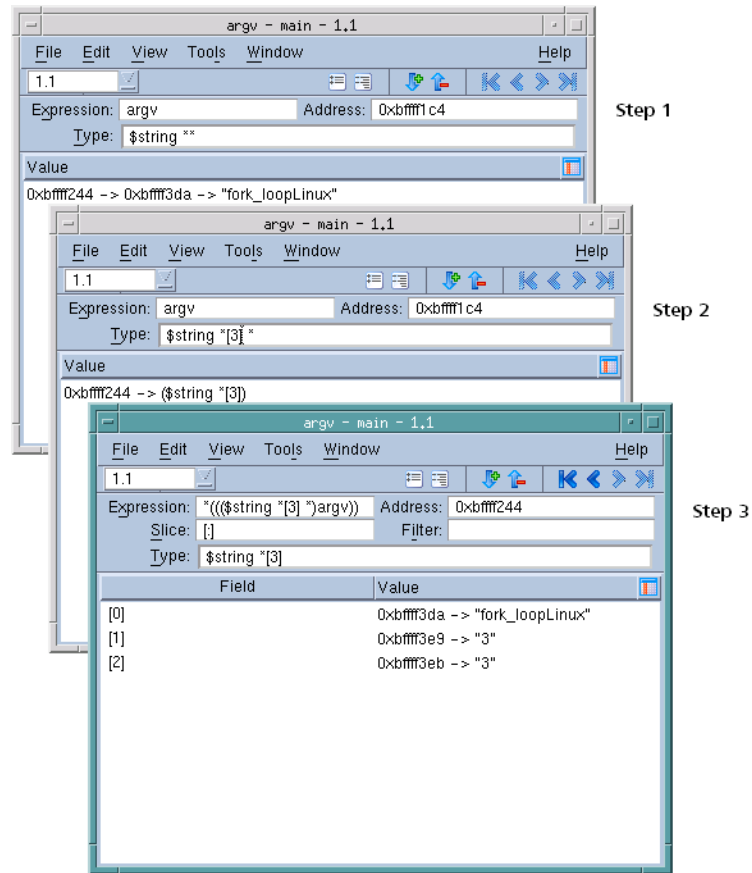 argv - main - 1.1
File Edit View Tools Window Help
1.1
Expression: argv Address: 0xbffff1c4
Type: $string **
Value
0xbffff244 -> 0xbffff3da -> "fork_loopLinux"
Step 1
argv - main - 1.1
File Edit View Tools Window Help
1.1
Expression: argv Address: 0xbffff1c4
Type: $string *[3] *
Value
0xbffff244 -> ($string *[3])
Step 2
argv - main - 1.1
File Edit View Tools Window Help
1.1
Expression: *((($string *[3] *)argv)) Address: 0xbffff244
Slice: [:] Filter:
Type: $string *[3]
Field Value
[0] 0xbffff3da -> "fork_loopLinux"
[1] 0xbffff3e9 -> "3"
[2] 0xbffff3eb -> "3"
Step 3